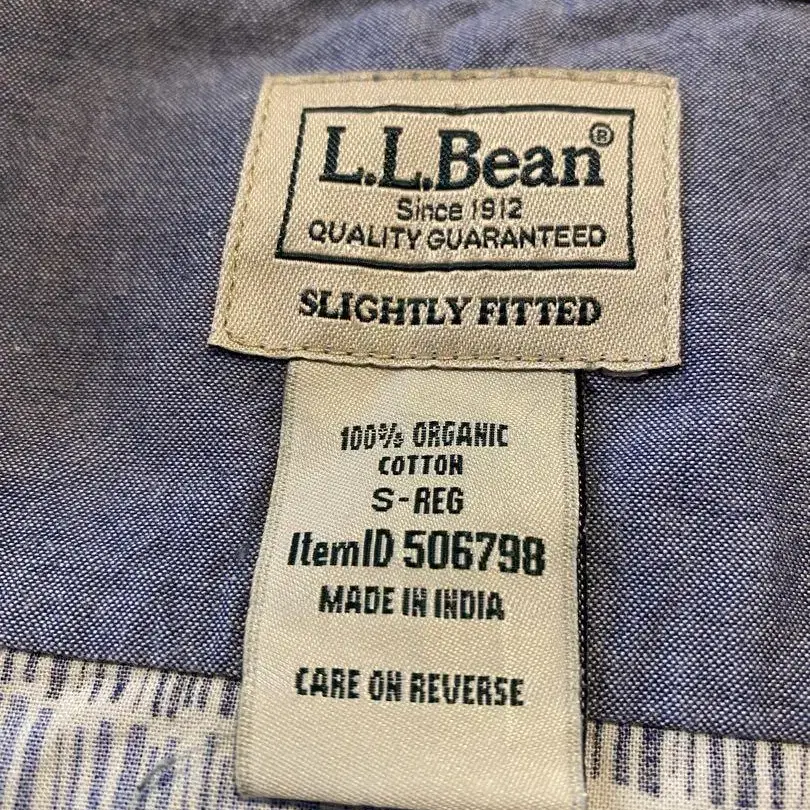 L.L.Bean®
Since 1912
QUALITY GUARANTEED
SLIGHTLY FITTED
100% ORGANIC
COTTON
S-REG
ItemID 506798
MADE IN INDIA
CARE ON REVERSE